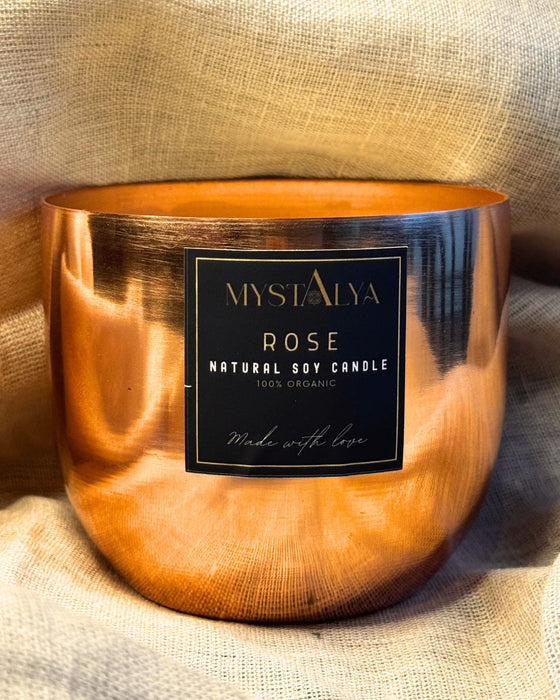 MYSTALYA
ROSE
NATURAL SOY CANDLE
100% ORGANIC
Made with love